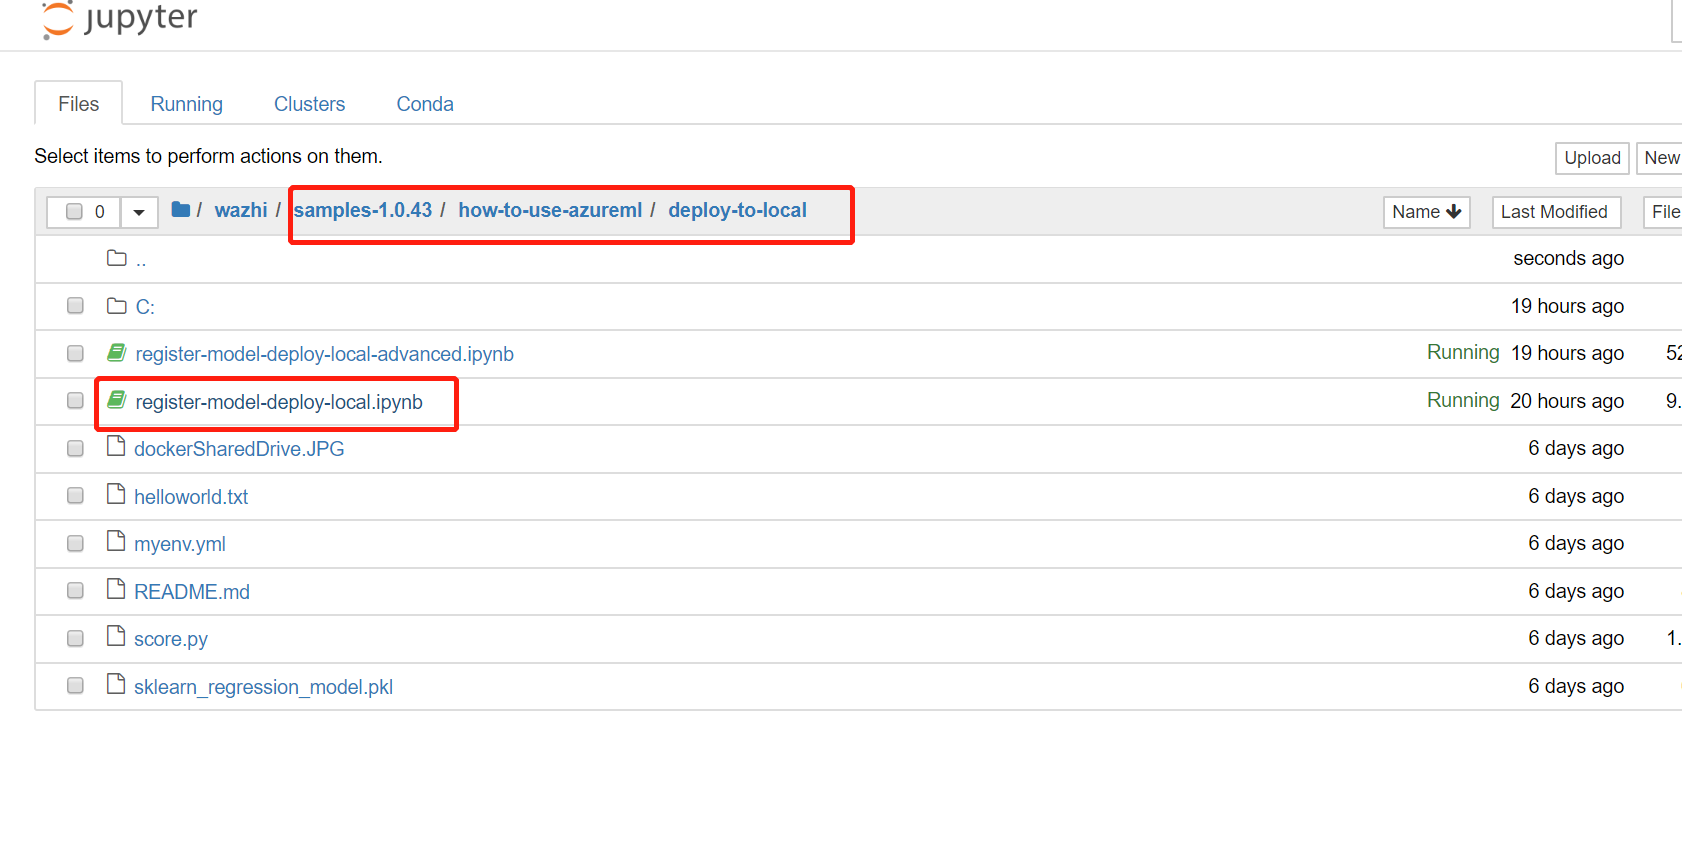 jupyter
Files Running Clusters Conda
Select items to perform actions on them.
Upload New
0 / wazhi / samples-1.0.43 / how-to-use-azureml / deploy-to-local Name Last Modified File
.. seconds ago
C: 19 hours ago
register-model-deploy-local-advanced.ipynb Running 19 hours ago 52
register-model-deploy-local.ipynb Running 20 hours ago 9.
dockerSharedDrive.JPG 6 days ago
helloworld.txt 6 days ago
myenv.yml 6 days ago
README.md 6 days ago
score.py 6 days ago 1.
sklearn_regression_model.pkl 6 days ago